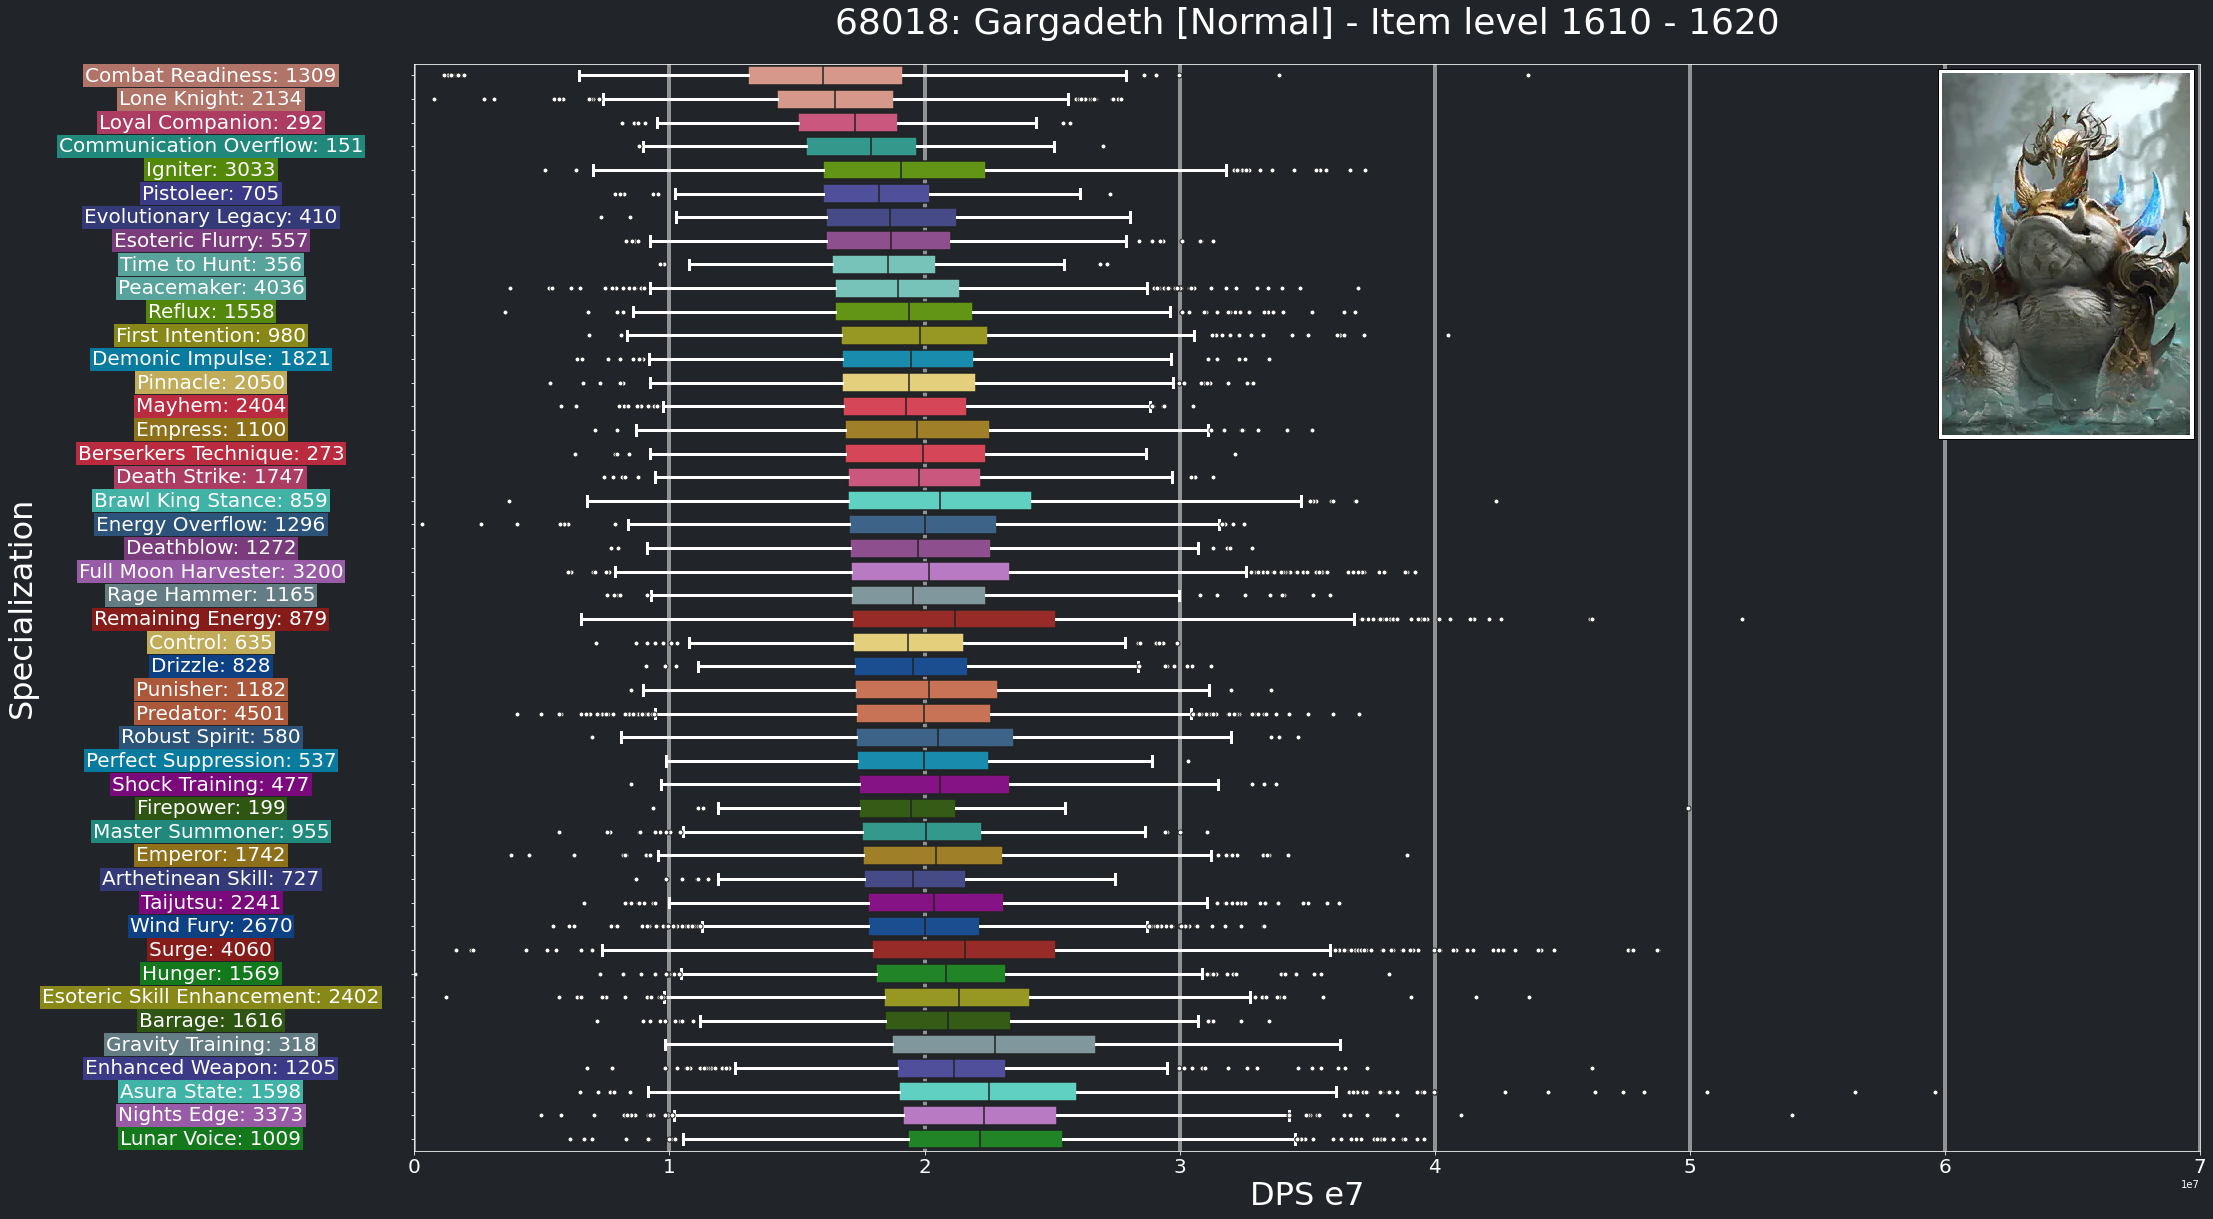 68018: Gargadeth [Normal] - Item level 1610 - 1620
Combat Readiness: 1309
Lone Knight: 2134
Loyal Companion: 292
Communication Overflow: 151
Igniter: 3033
Pistoleer: 705
Evolutionary Legacy: 410
Esoteric Flurry: 557
Time to Hunt: 356
Peacemaker: 4036
Reflux: 1558
First Intention: 980
Demonic Impulse: 1821
Pinnacle: 2050
Mayhem: 2404
Empress: 1100
Berserkers Technique: 273
Death Strike: 1747
Brawl King Stance: 859
Energy Overflow: 1296
Deathblow: 1272
Full Moon Harvester: 3200
Rage Hammer: 1165
Remaining Energy: 879
Control: 635
Drizzle: 828
Punisher: 1182
Predator: 4501
Robust Spirit: 580
Perfect Suppression: 537
Shock Training: 477
Firepower: 199
Master Summoner: 955
Emperor: 1742
Arthetinean Skill: 727
Taijutsu: 2241
Wind Fury: 2670
Surge: 4060
Hunger: 1569
Esoteric Skill Enhancement: 2402
Barrage: 1616
Gravity Training: 318
Enhanced Weapon: 1205
Asura State: 1598
Nights Edge: 3373
Lunar Voice: 1009
Specialization
0 1 2 3 4 5 6 7
1e7
DPS e7